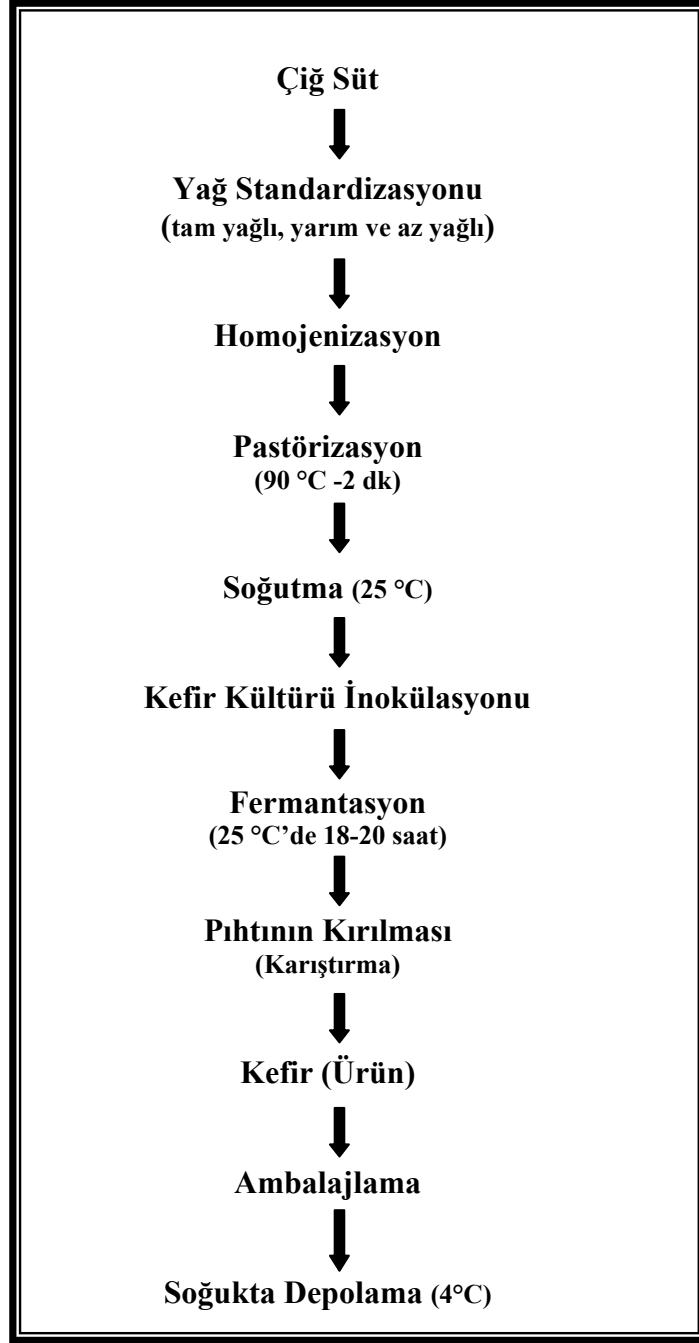 Çiğ Süt
Yağ Standardizasyonu
(tam yağlı, yarım ve az yağlı)
Homojenizasyon
Pastörizasyon
(90 °C -2 dk)
Soğutma (25 °C)
Kefir Kültürü İnokülasyonu
Fermantasyon
(25 °C’de 18-20 saat)
Pıhtının Kırılması
(Karıştırma)
Kefir (Ürün)
Ambalajlama
Soğukta Depolama (4°C)